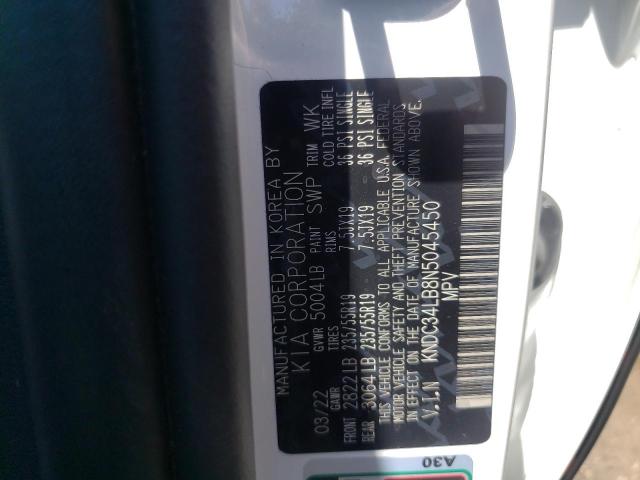 MANUFACTURED IN KOREA BY
KIA CORPORATION
03/22 GVWR 5004LB PAINT SWP TRIM WK
GAWR TIRES RIMS COLD TIRE INFL
FRONT 2822LB 235/55R19 7.5JX19 36 PSI SINGLE
REAR 3064LB 235/55R19 7.5JX19 36 PSI SINGLE
THIS VEHICLE CONFORMS TO ALL APPLICABLE U.S.A. FEDERAL
MOTOR VEHICLE SAFETY AND THEFT PREVENTION STANDARDS
IN EFFECT ON THE DATE OF MANUFACTURE SHOWN ABOVE.
V.I.N KNDC34LB8N5045450
MPV
A30